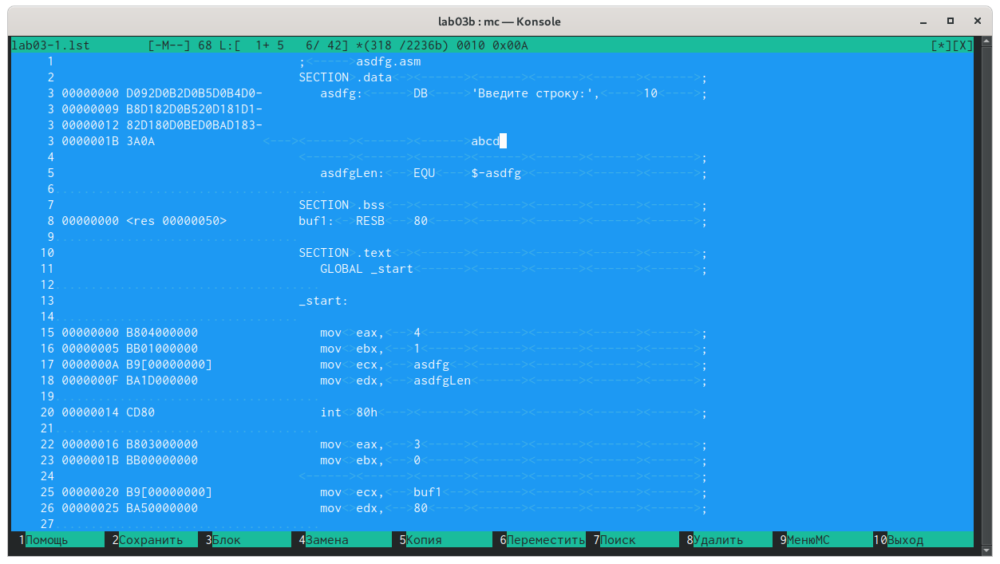 lab03b : mc — Konsole
lab03-1.lst [-M--] 68 L:[ 1+ 5 6/ 42] *(318 /2236b) 0010 0x00A [*][X]
1 ;<----->asdfg.asm
2 SECTION>.data<-><------><------><------><------><------>;
3 00000000 D092D0B2D0B5D0B4D0- asdfg:<----->DB<---->'Введите строку:',<---->10<---->;
3 00000009 B8D182D0B520D181D1-
3 00000012 82D180D0BED0BAD183-
3 0000001B 3A0A <---><------><------><------>abcd
4 <------><------><------><------><------><------><------>;
5 asdfgLen:<-->EQU<---->$-asdfg<------><------><------>;
6
7 SECTION>.bss<--><------><------><------><------><------>;
8 00000000 <res 00000050> buf1:<-->RESB<-->80<----><------><------><------><------>;
9
10 SECTION>.text<-><------><------><------><------><------>;
11 GLOBAL _start<------><------><------><------><------>;
12
13 _start:
14
15 00000000 B804000000 mov<>eax,<-->4<-----><------><------><------><------>;
16 00000005 BB01000000 mov<>ebx,<-->1<-----><------><------><------><------>;
17 0000000A B9[00000000] mov<>ecx,<-->asdfg<-><------><------><------><------>;
18 0000000F BA1D000000 mov<>edx,<-->asdfgLen<------><------><------><------>;
19
20 00000014 CD80 int<>80h<---><------><------><------><------><------>;
21
22 00000016 B803000000 mov<>eax,<-->3<-----><------><------><------><------>;
23 0000001B BB00000000 mov<>ebx,<-->0<-----><------><------><------><------>;
24 <------><------><------><------><------><------><------>;
25 00000020 B9[00000000] mov<>ecx,<-->buf1<--><------><------><------><------>;
26 00000025 BA50000000 mov<>edx,<-->80<----><------><------><------><------>;
27
1Помощь 2Сохранить 3Блок 4Замена 5Копия 6Переместить 7Поиск 8Удалить 9МенюMC 10Выход